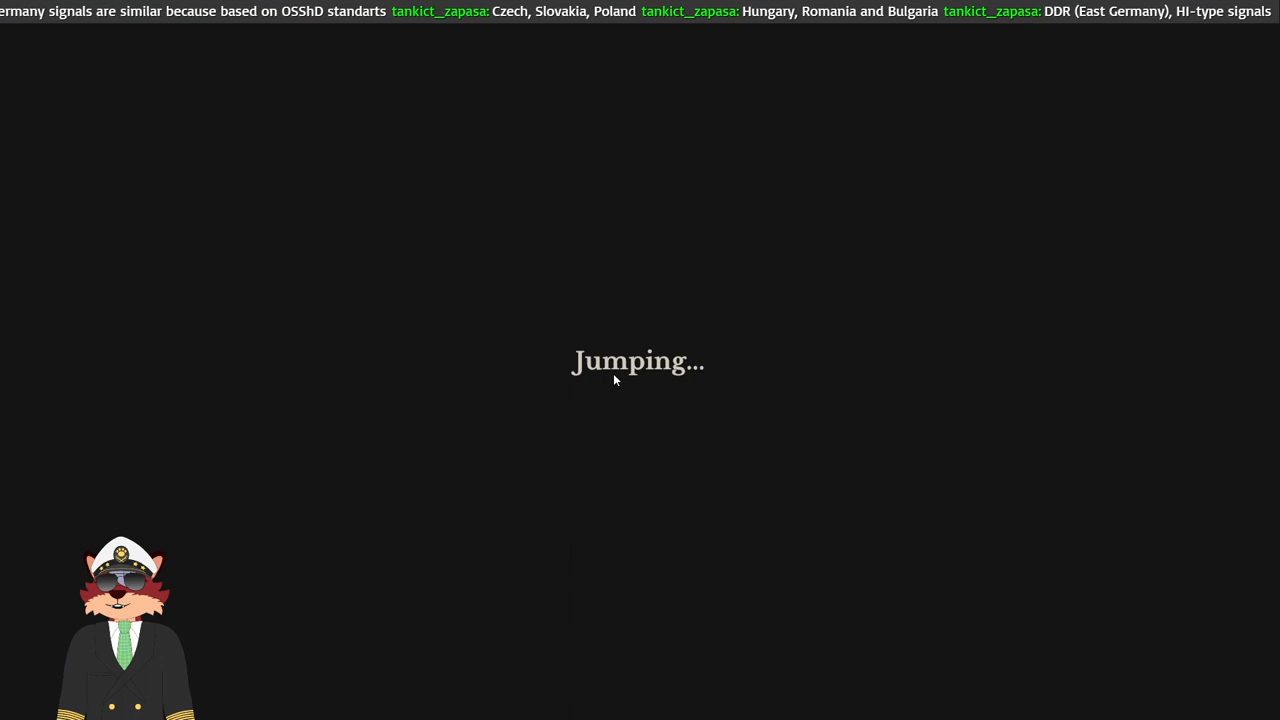 ermany signals are similar because based on OSShD standarts tankict_zapasa: Czech, Slovakia, Poland tankict_zapasa: Hungary, Romania and Bulgaria tankict_zapasa: DDR (East Germany), HI-type signals
Jumping...